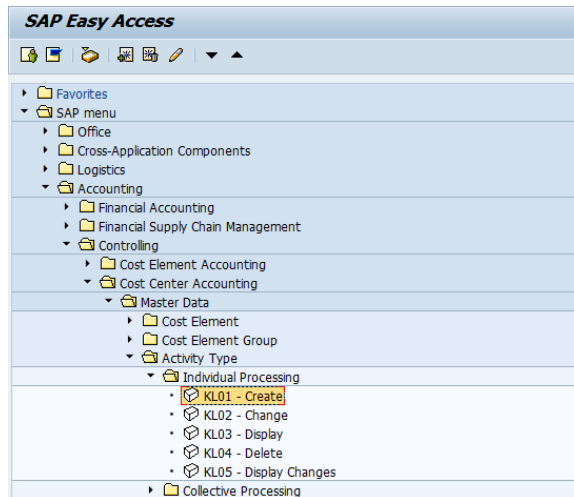 SAP Easy Access
Favorites
SAP menu
Office
Cross-Application Components
Logistics
Accounting
Financial Accounting
Financial Supply Chain Management
Controlling
Cost Element Accounting
Cost Center Accounting
Master Data
Cost Element
Cost Element Group
Activity Type
Individual Processing
KL01 - Create
KL02 - Change
KL03 - Display
KL04 - Delete
KL05 - Display Changes
Collective Processing